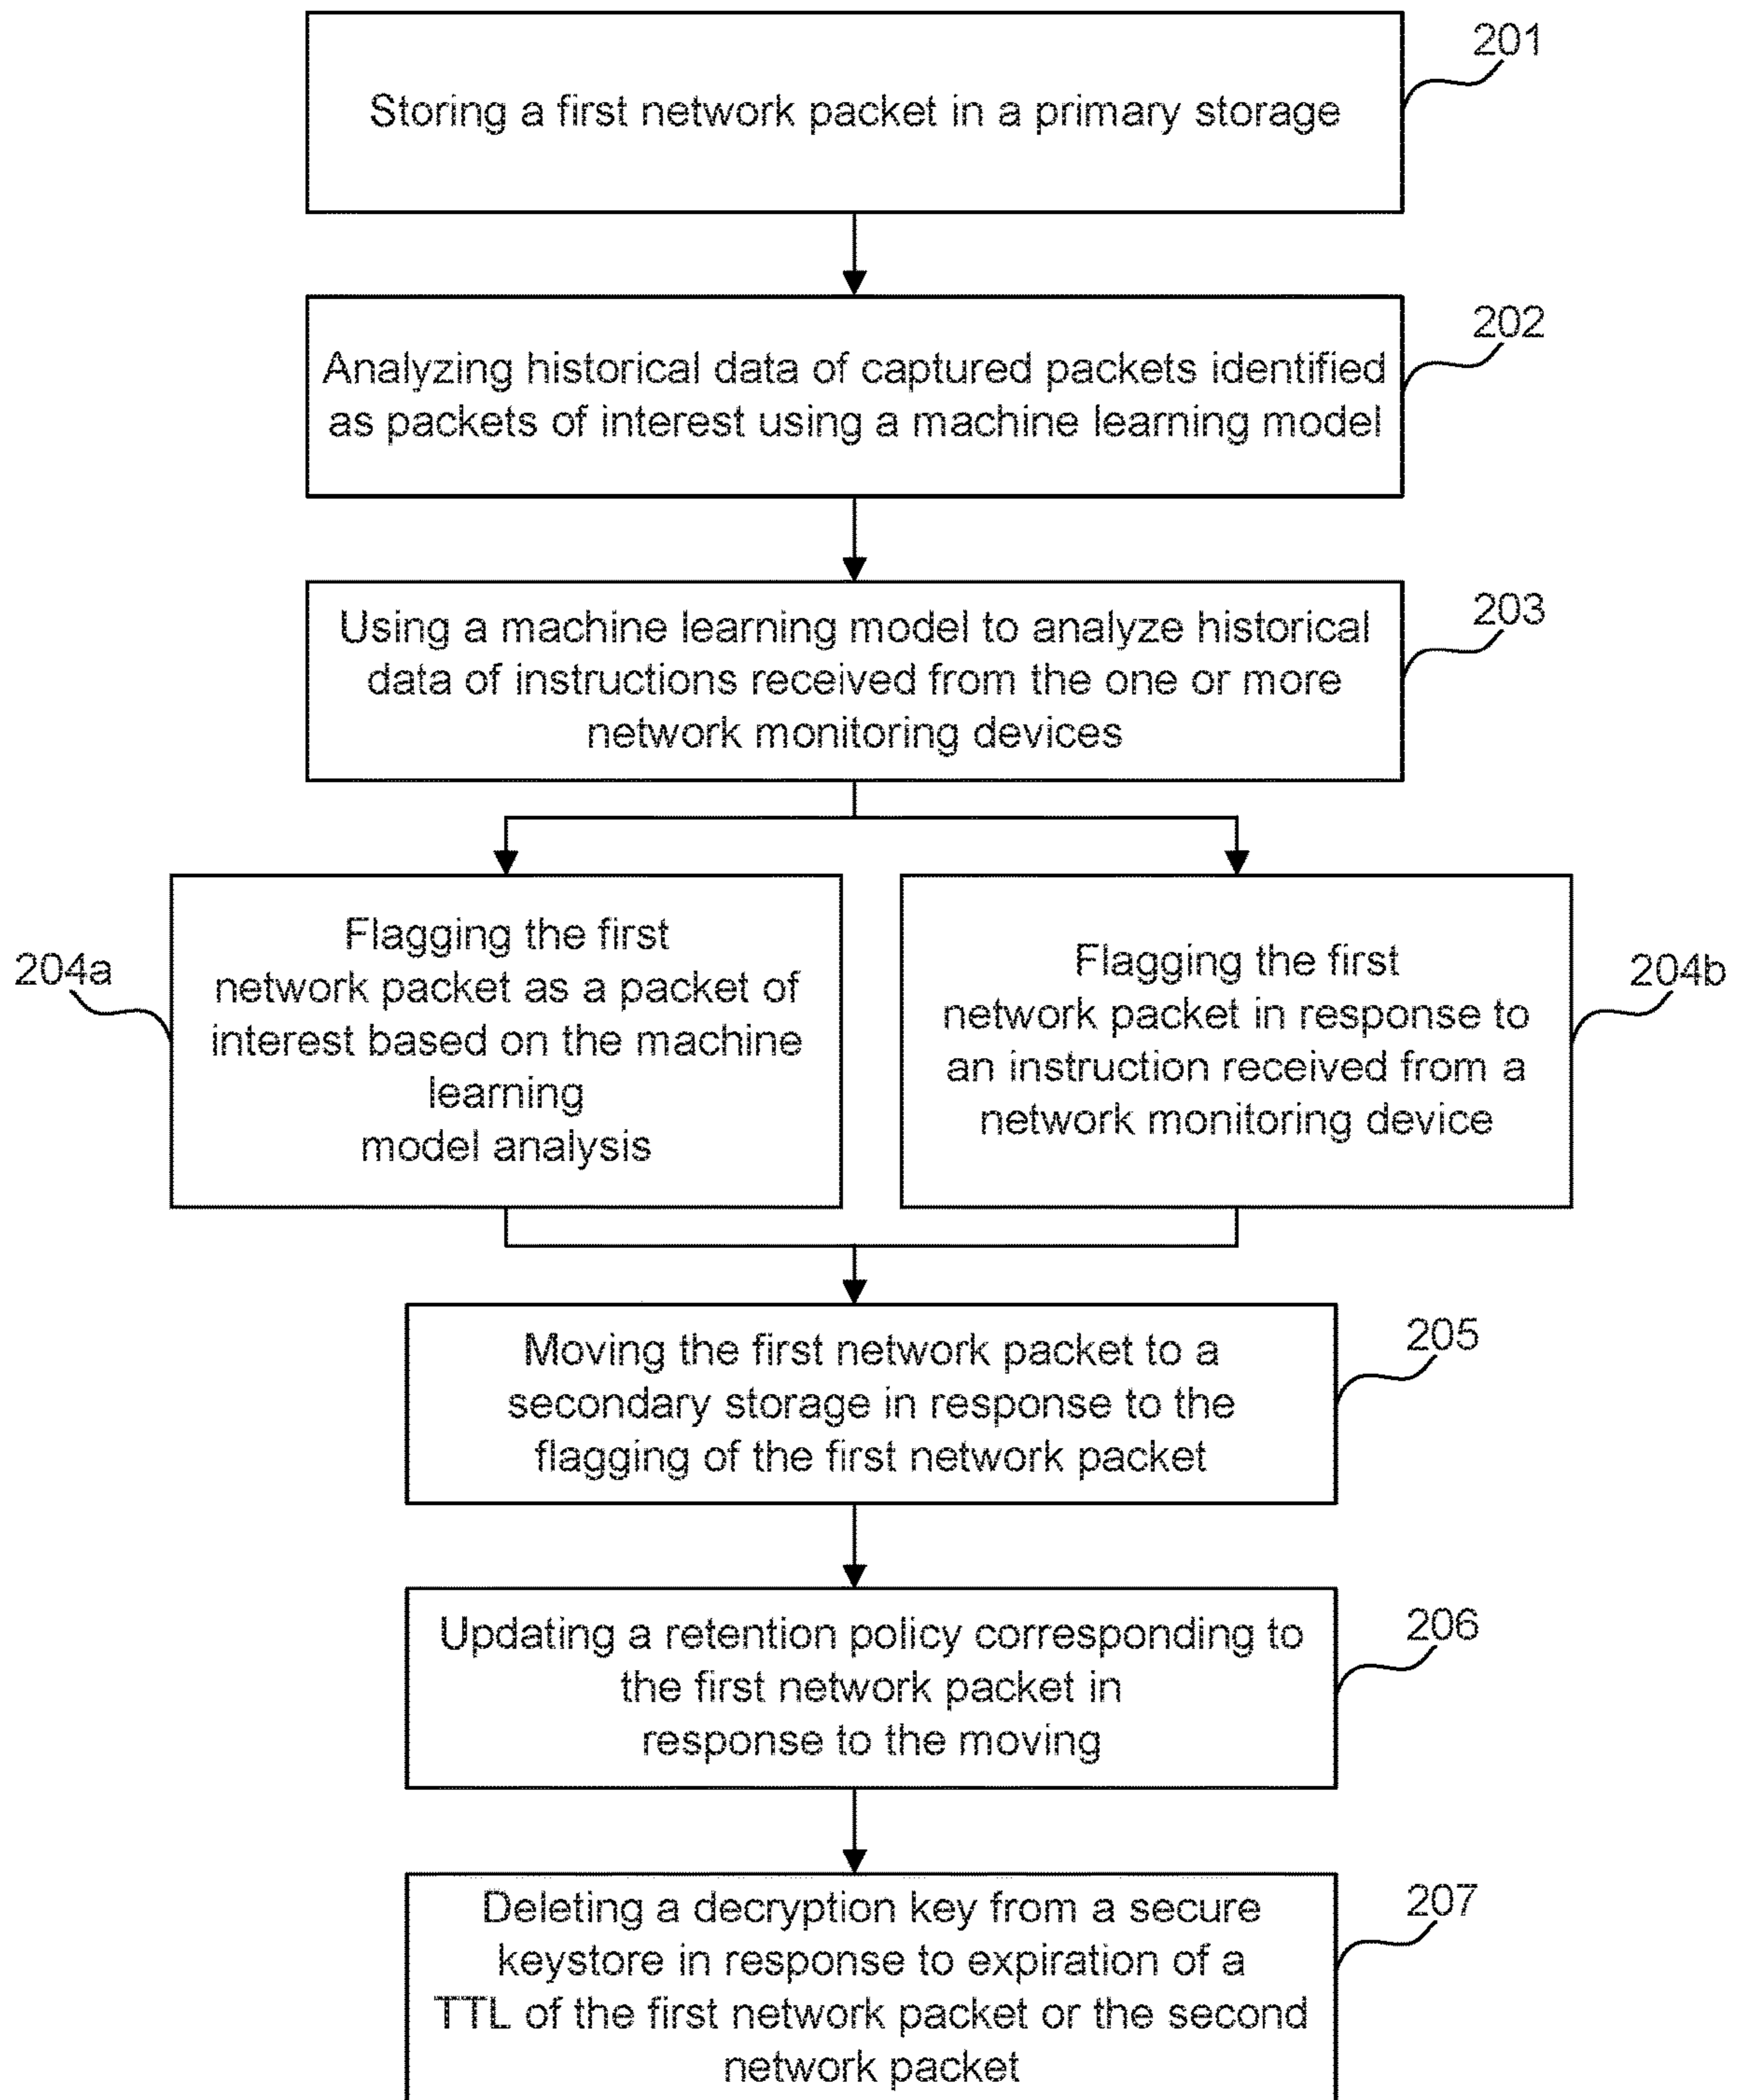 201
Storing a first network packet in a primary storage
202
Analyzing historical data of captured packets identified
as packets of interest using a machine learning model
203
Using a machine learning model to analyze historical
data of instructions received from the one or more
network monitoring devices
204a
Flagging the first
network packet as a packet of
interest based on the machine
learning
model analysis
Flagging the first
network packet in response to
an instruction received from a
network monitoring device
204b
Moving the first network packet to a
secondary storage in response to the
flagging of the first network packet
205
Updating a retention policy corresponding to
the first network packet in
response to the moving
206
Deleting a decryption key from a secure
keystore in response to expiration of a
TTL of the first network packet or the second
network packet
207